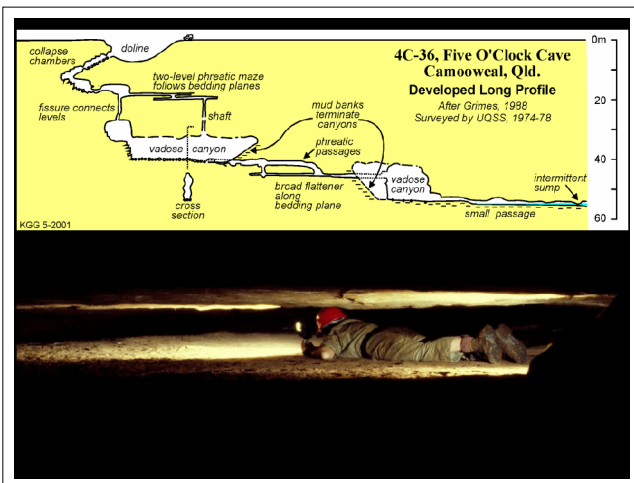 4C-36, Five O'Clock Cave
Camooweal, Qld.
Developed Long Profile
After Grimes, 1988
Surveyed by UQSS, 1974-78
0m
20
40
60
collapse
chambers
doline
two-level phreatic maze
follows bedding planes
fissure connects
levels
shaft
mud banks
terminate
canyons
phreatic
passages
vadose canyon
cross
section
broad flattener
along
bedding plane
vadose
canyon
intermittent
sump
small passage
KGG 5-2001